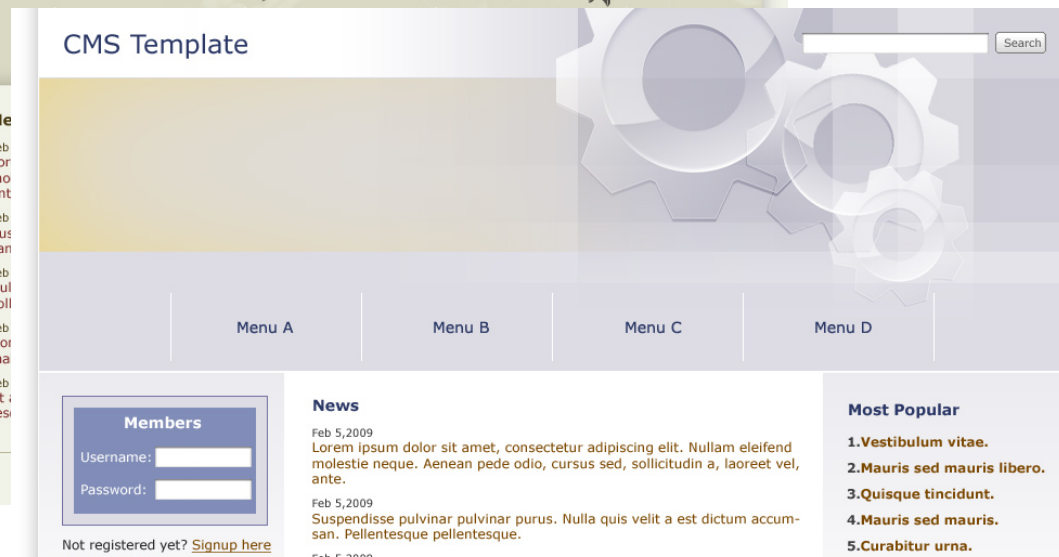 CMS Template
Search
Menu A
Menu B
Menu C
Menu D
Members
Username:
Password:
Not registered yet? Signup here
News
Feb 5,2009
Lorem ipsum dolor sit amet, consectetur adipiscing elit. Nullam eleifend
molestie neque. Aenean pede odio, cursus sed, sollicitudin a, laoreet vel,
ante.
Feb 5,2009
Suspendisse pulvinar pulvinar purus. Nulla quis velit a est dictum accum-
san. Pellentesque pellentesque.
Feb 5,2009
Most Popular
1.Vestibulum vitae.
2.Mauris sed mauris libero.
3.Quisque tincidunt.
4.Mauris sed mauris.
5.Curabitur urna.